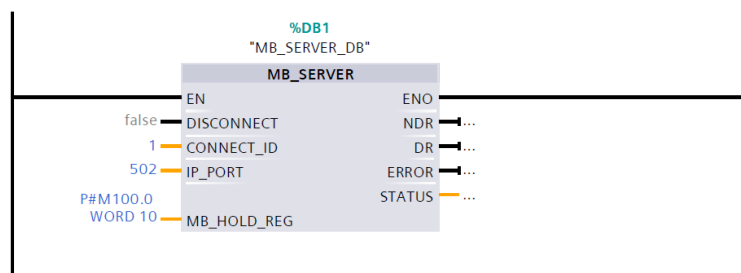 %DB1
"MB_SERVER_DB"
MB_SERVER
EN ENO
false DISCONNECT NDR ...
1 CONNECT_ID DR ...
502 IP_PORT ERROR ...
STATUS ...
P#M100.0
WORD 10 MB_HOLD_REG